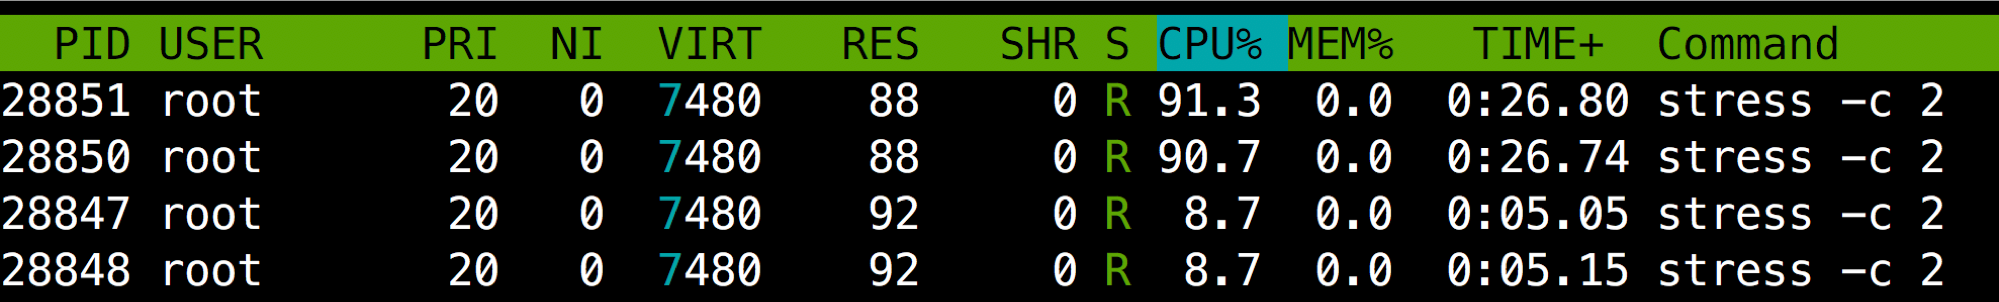 PID USER PRI NI VIRT RES SHR S CPU% MEM% TIME+ Command
28851 root 20 0 7480 88 0 R 91.3 0.0 0:26.80 stress -c 2
28850 root 20 0 7480 88 0 R 90.7 0.0 0:26.74 stress -c 2
28847 root 20 0 7480 92 0 R 8.7 0.0 0:05.05 stress -c 2
28848 root 20 0 7480 92 0 R 8.7 0.0 0:05.15 stress -c 2